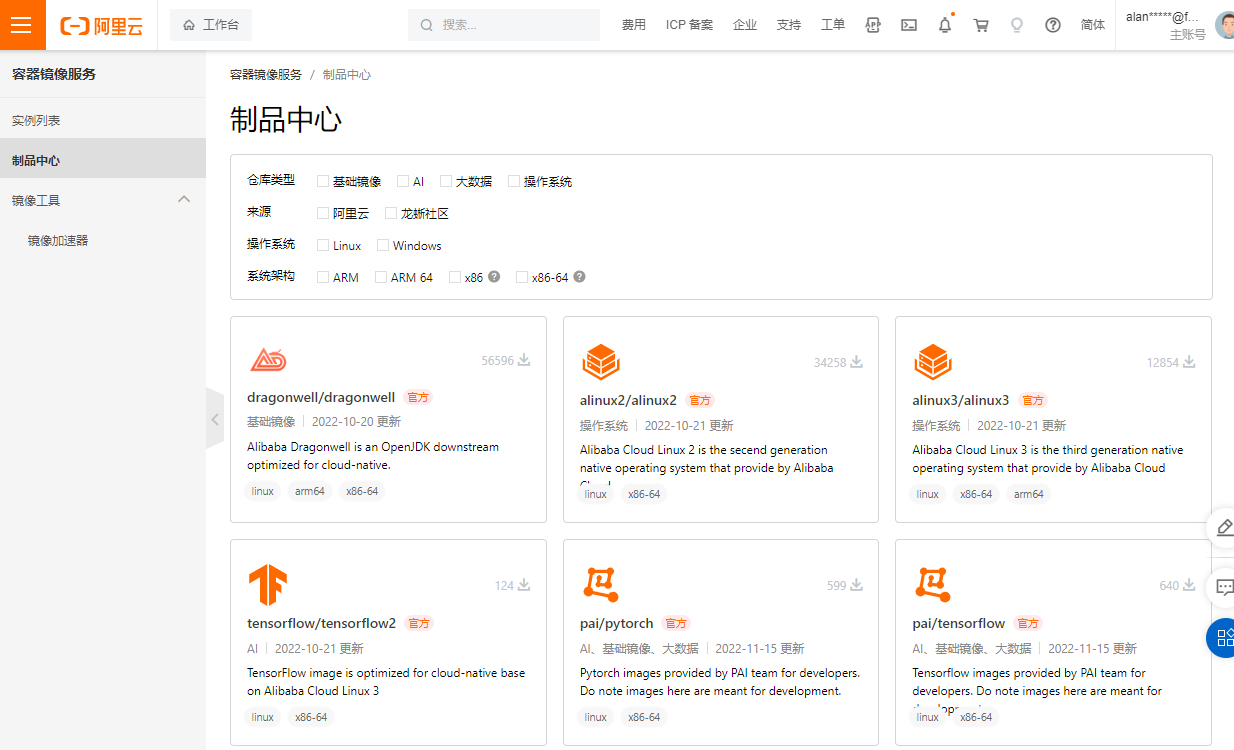 阿里云
工作台
搜索...
费用
ICP 备案
企业
支持
工单
简体
alan*****@f...
主账号
容器镜像服务
实例列表
制品中心
镜像工具
镜像加速器
容器镜像服务 / 制品中心
制品中心
仓库类型 基础镜像 AI 大数据 操作系统
来源 阿里云 龙蜥社区
操作系统 Linux Windows
系统架构 ARM ARM 64 x86 x86-64
56596
dragonwell/dragonwell 官方
基础镜像 2022-10-20 更新
Alibaba Dragonwell is an OpenJDK downstream
optimized for cloud-native.
linux arm64 x86-64
34258
alinux2/alinux2 官方
操作系统 2022-10-21 更新
Alibaba Cloud Linux 2 is the secend generation
native operating system that provide by Alibaba
linux x86-64
12854
alinux3/alinux3 官方
操作系统 2022-10-21 更新
Alibaba Cloud Linux 3 is the third generation native
operating system that provide by Alibaba Cloud
linux x86-64 arm64
124
tensorflow/tensorflow2 官方
AI 2022-10-21 更新
TensorFlow image is optimized for cloud-native base
on Alibaba Cloud Linux 3
linux x86-64
599
pai/pytorch 官方
AI、基础镜像、大数据 2022-11-15 更新
Pytorch images provided by PAI team for developers.
Do note images here are meant for development.
linux x86-64
640
pai/tensorflow 官方
AI、基础镜像、大数据 2022-11-15 更新
Tensorflow images provided by PAI team for
developers. Do note images here are meant for
linux x86-64